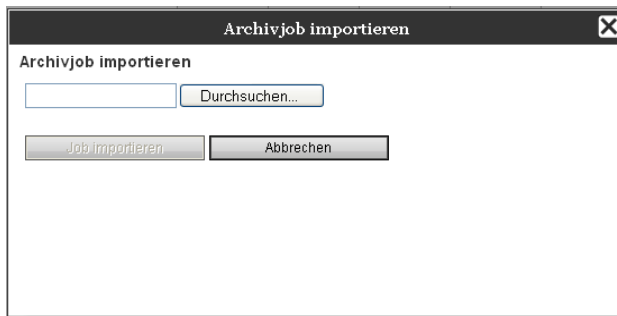 Archivjob importieren
Archivjob importieren
Durchsuchen...
Job importieren
Abbrechen